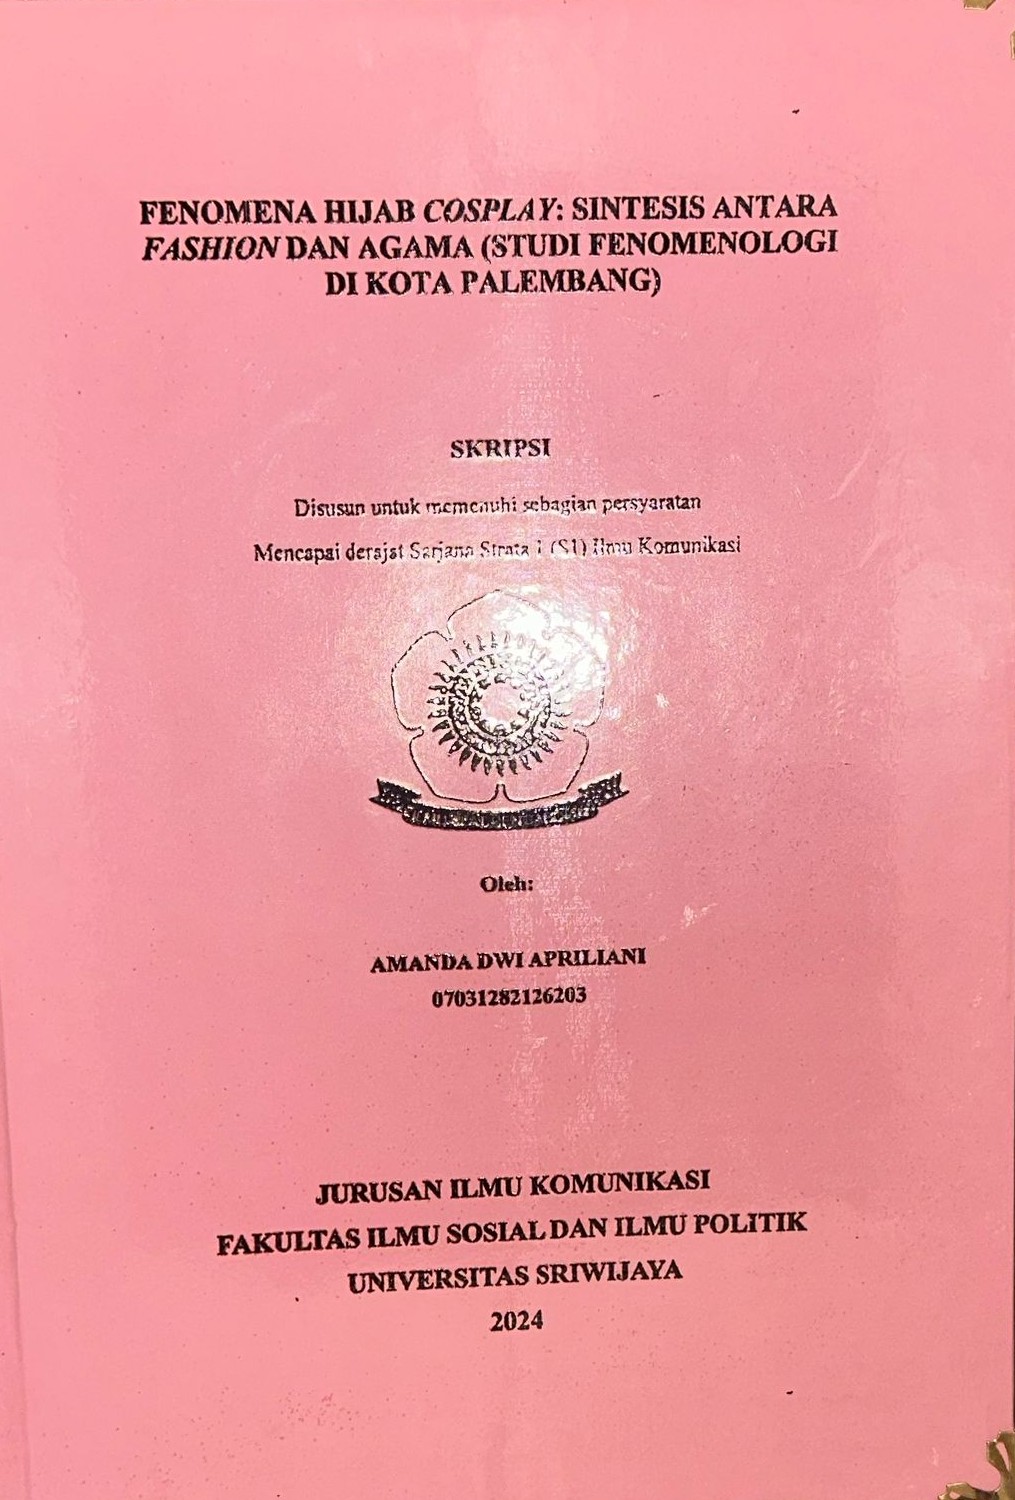 FENOMENA HIJAB COSPLAY: SINTESIS ANTARA
FASHION DAN AGAMA (STUDI FENOMENOLOGI
DI KOTA PALEMBANG)
SKRIPSI
Disusun untuk memenuhi sebagian persyaratan
Mencapai derajat Sarjana Strata 1 (S1) Ilmu Komunikasi
Oleh:
AMANDA DWI APRILIANI
07031282126203
JURUSAN ILMU KOMUNIKASI
FAKULTAS ILMU SOSIAL DAN ILMU POLITIK
UNIVERSITAS SRIWIJAYA
2024